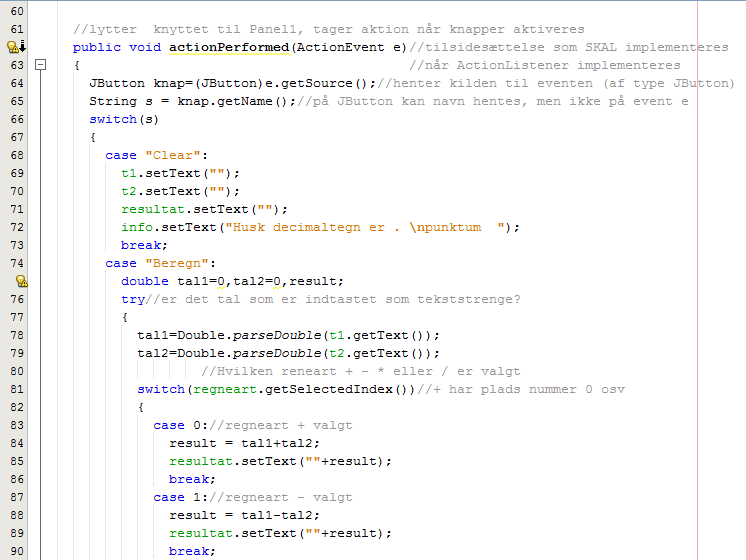 60
61 //lytter  knyttet til Panel1, tager aktion når knapper aktiveres
public void actionPerformed(ActionEvent e)//tilsidesættelse som SKAL implementeres
63 { //når ActionListener implementeres
64 JButton knap=(JButton)e.getSource();//henter kilden til eventen (af type JButton)
65 String s = knap.getName();//på JButton kan navn hentes, men ikke på event e
66 switch(s)
67 {
68 case "Clear":
69 t1.setText("");
70 t2.setText("");
71 resultat.setText("");
72 info.setText("Husk decimaltegn er . \npunktum  ");
73 break;
74 case "Beregn":
double tal1=0,tal2=0,result;
76 try//er det tal som er indtastet som tekststrenge?
77 {
78 tal1=Double.parseDouble(t1.getText());
79 tal2=Double.parseDouble(t2.getText());
80 //Hvilken reneart + - * eller / er valgt
81 switch(regneart.getSelectedIndex())//+ har plads nummer 0 osv
82 {
83 case 0://regneart + valgt
84 result = tal1+tal2;
85 resultat.setText(""+result);
86 break;
87 case 1://regneart - valgt
88 result = tal1-tal2;
89 resultat.setText(""+result);
90 break;